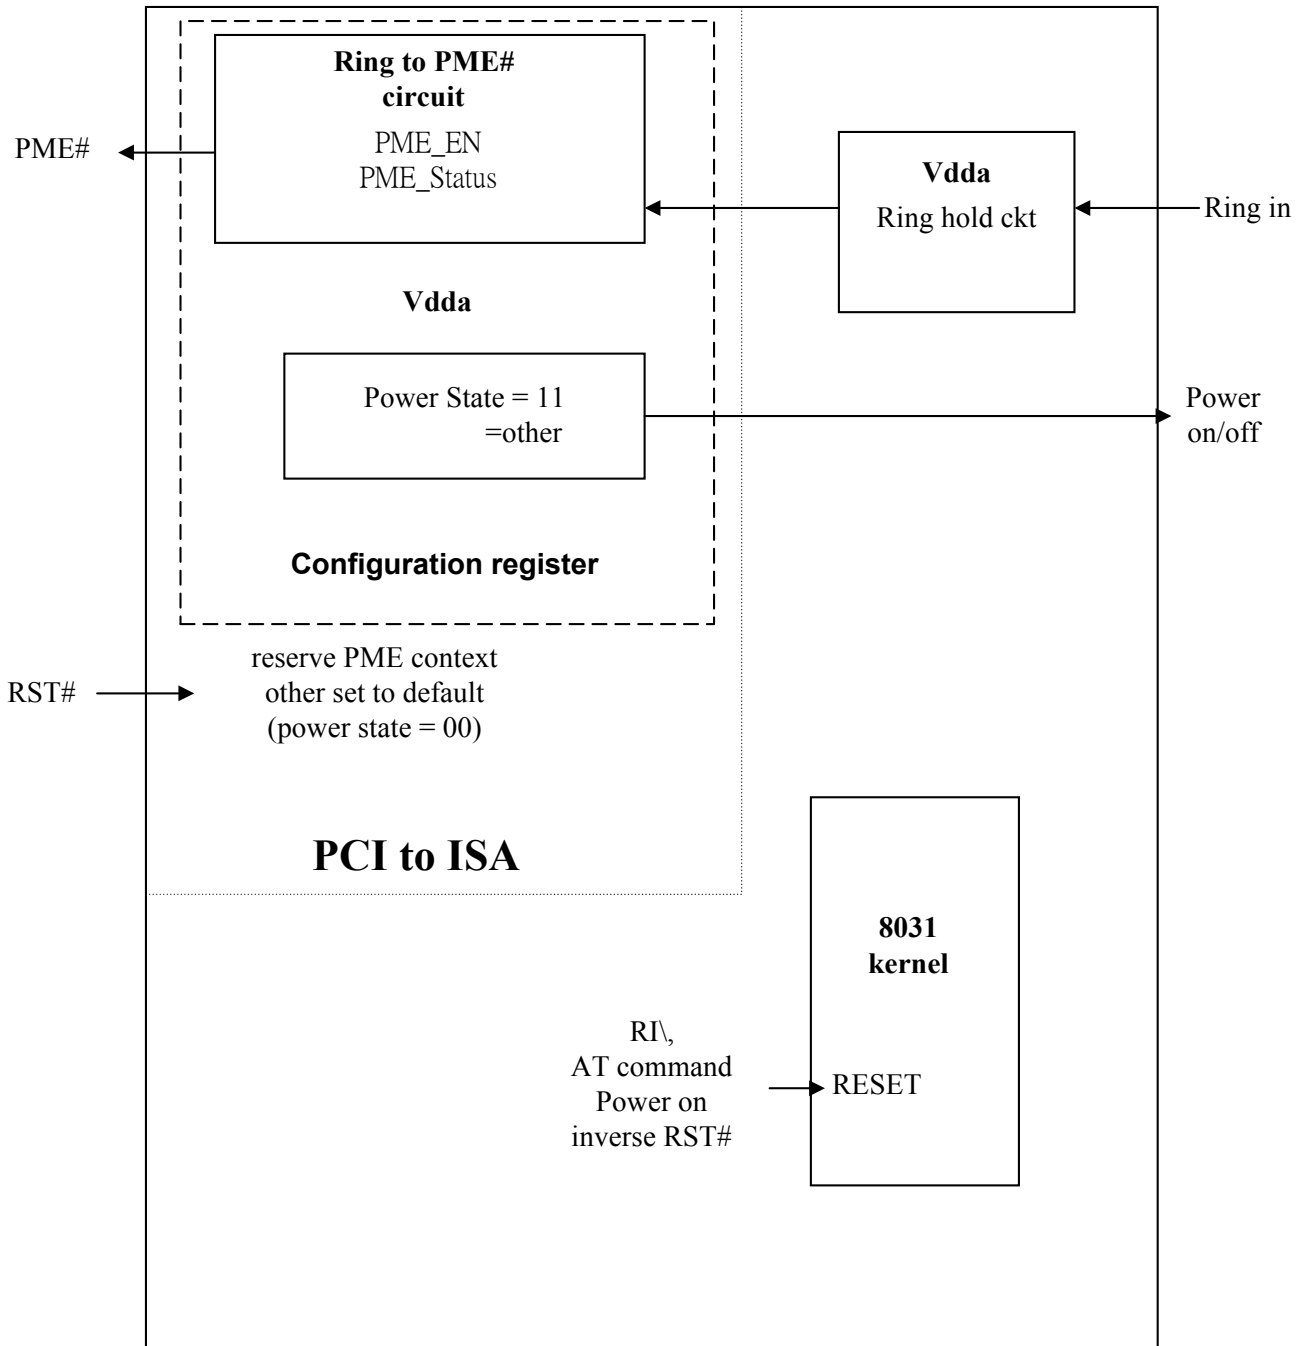 Ring to PME#
circuit
PME_EN
PME_Status
PME#
Vdda
Ring hold ckt
Ring in
Vdda
Power State = 11
=other
Power
on/off
Configuration register
reserve PME context
other set to default
(power state = 00)
RST#
PCI to ISA
8031
kernel
RI\,
AT command
Power on
inverse RST#
RESET